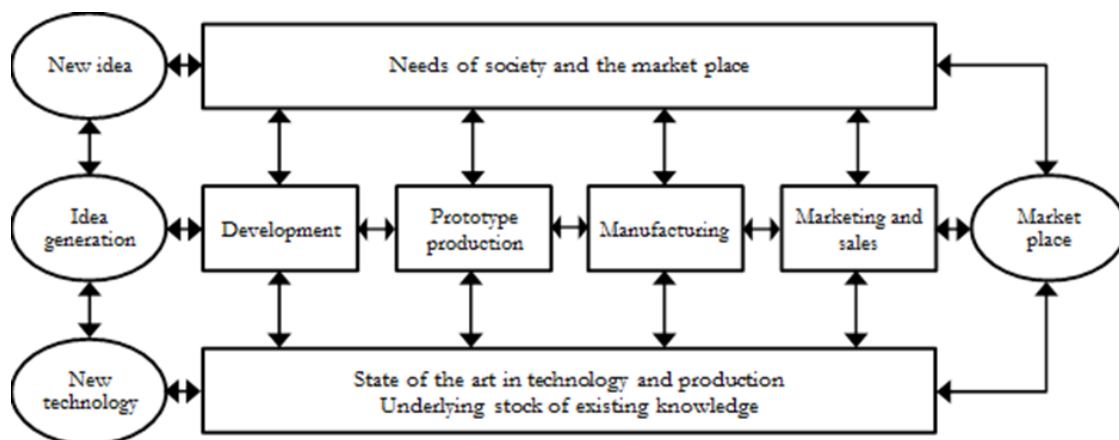 New idea
Needs of society and the market place
Idea
generation
Development
Prototype
production
Manufacturing
Marketing and
sales
Market
place
New
technology
State of the art in technology and production
Underlying stock of existing knowledge